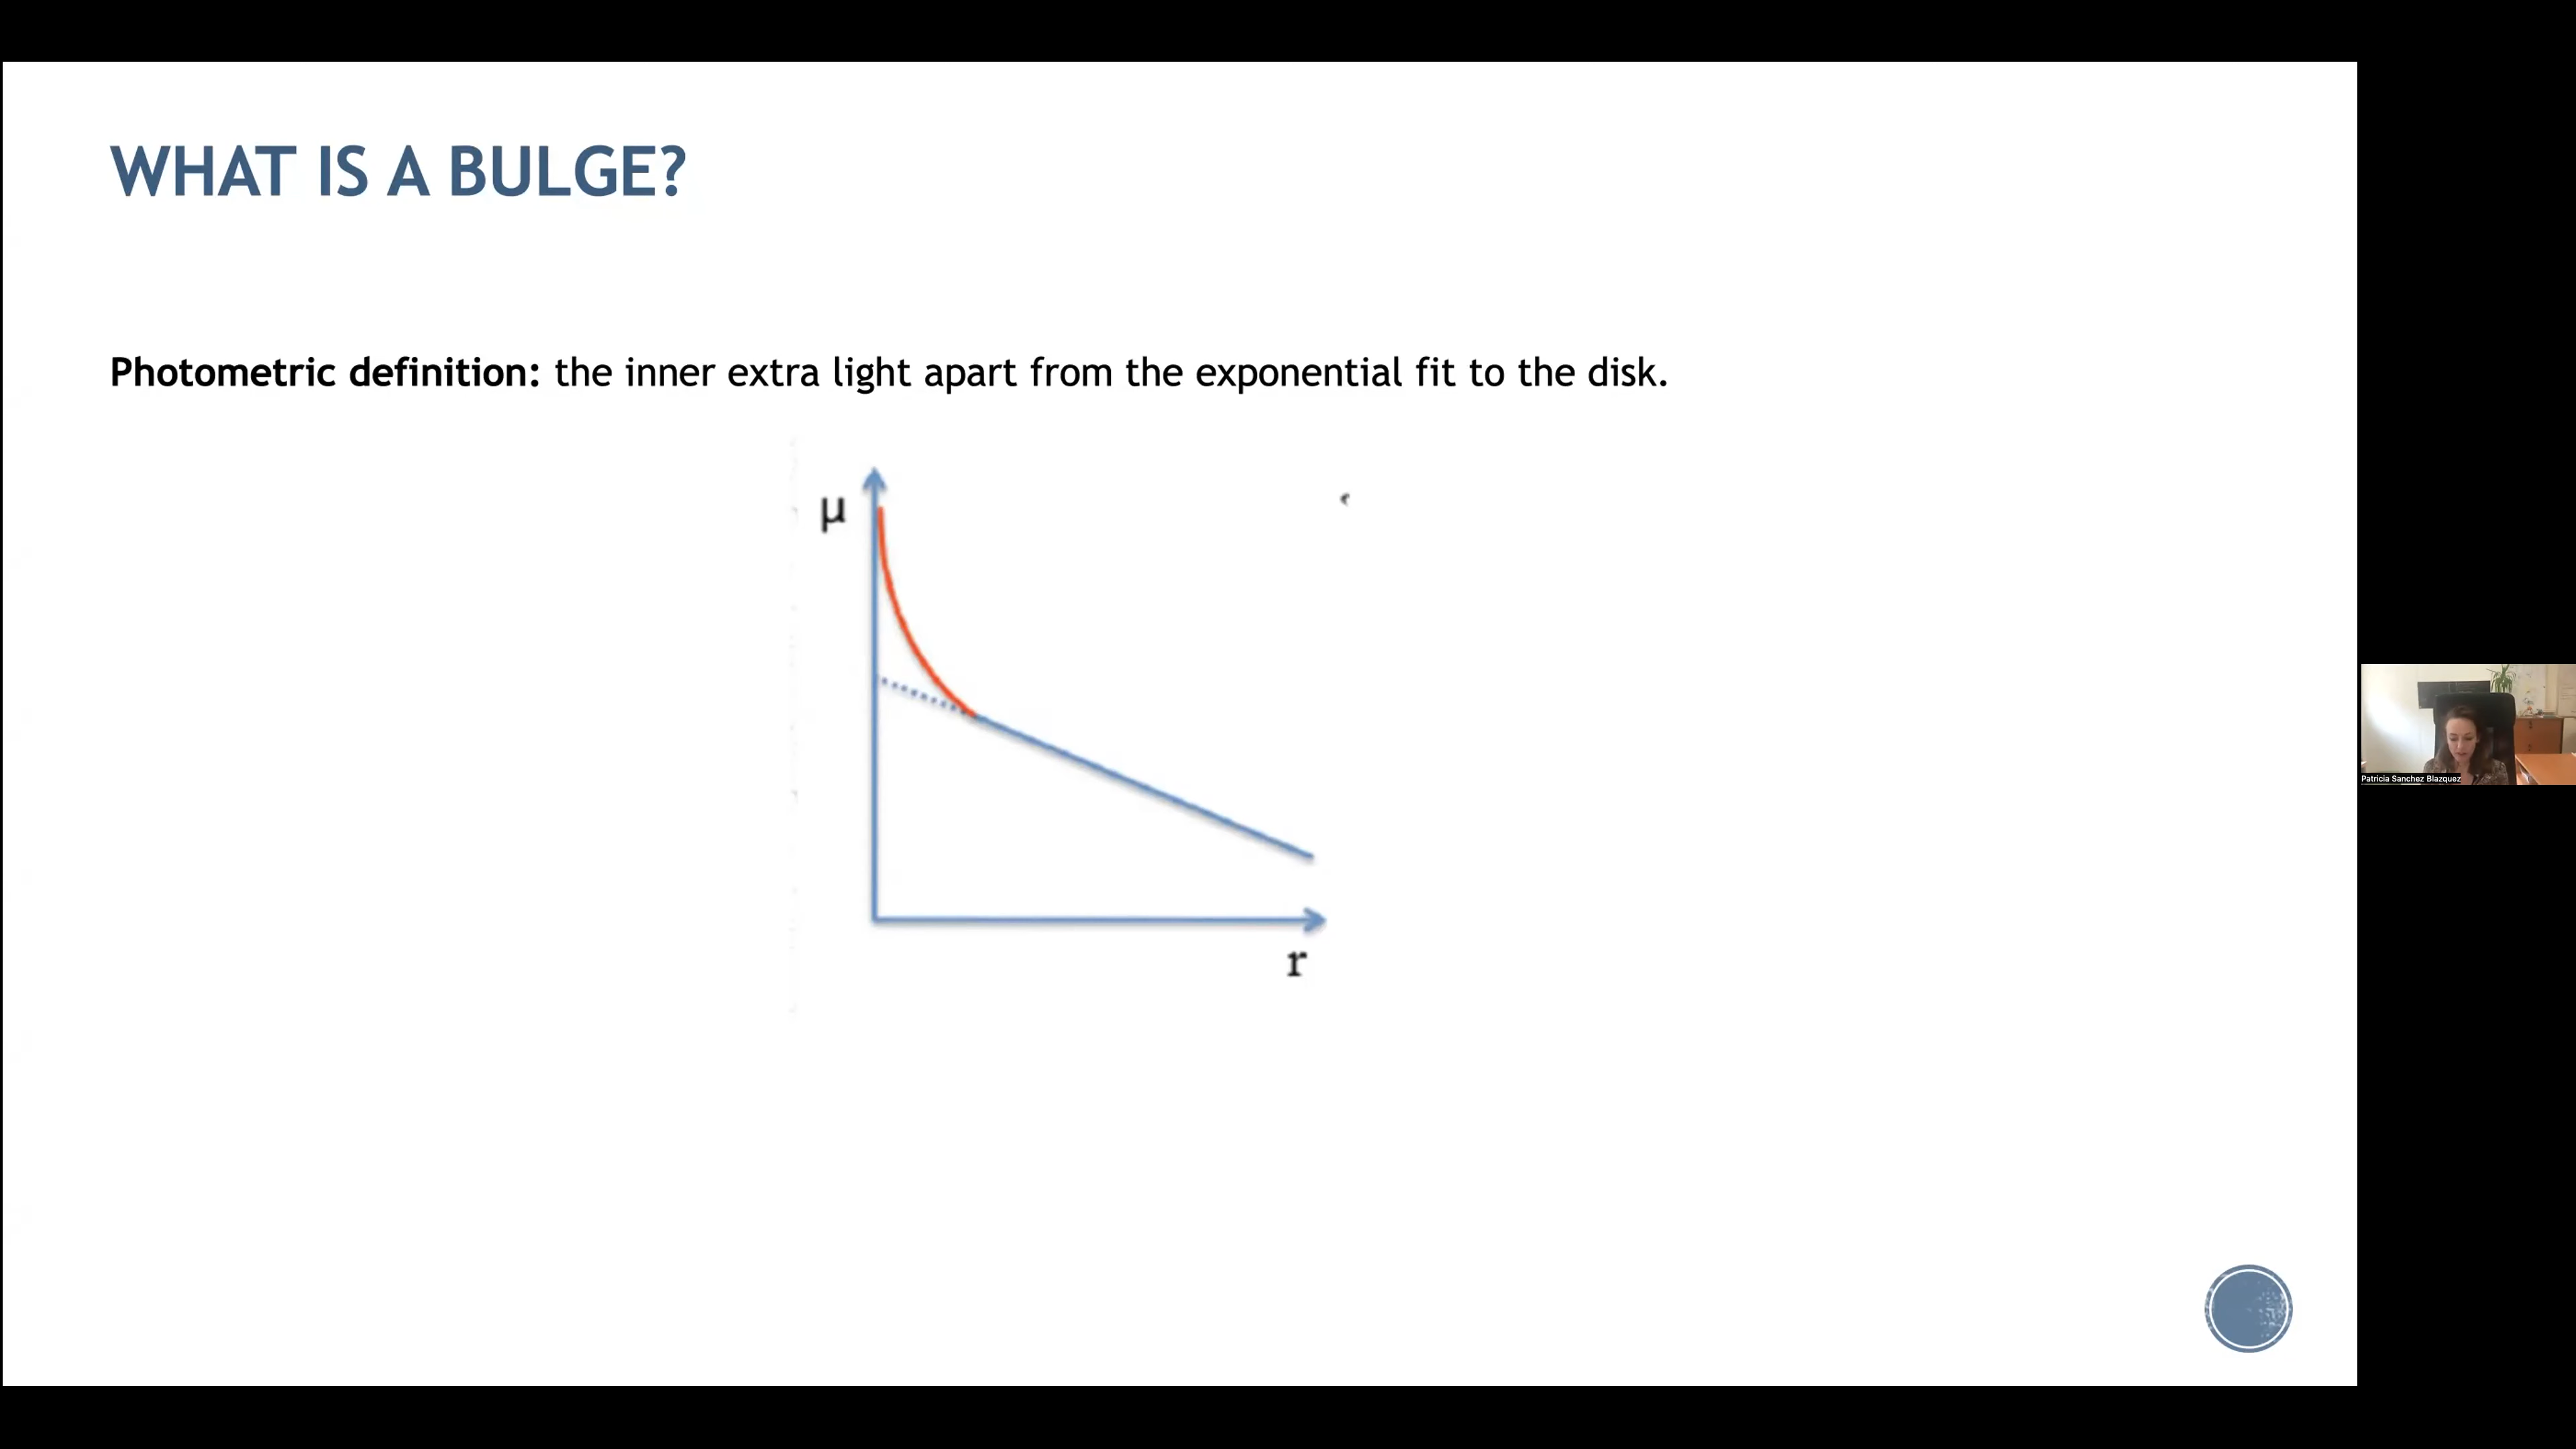 WHAT IS A BULGE?
Photometric definition: the inner extra light apart from the exponential fit to the disk.
μ
r
Patricia Sanchez Blazquez